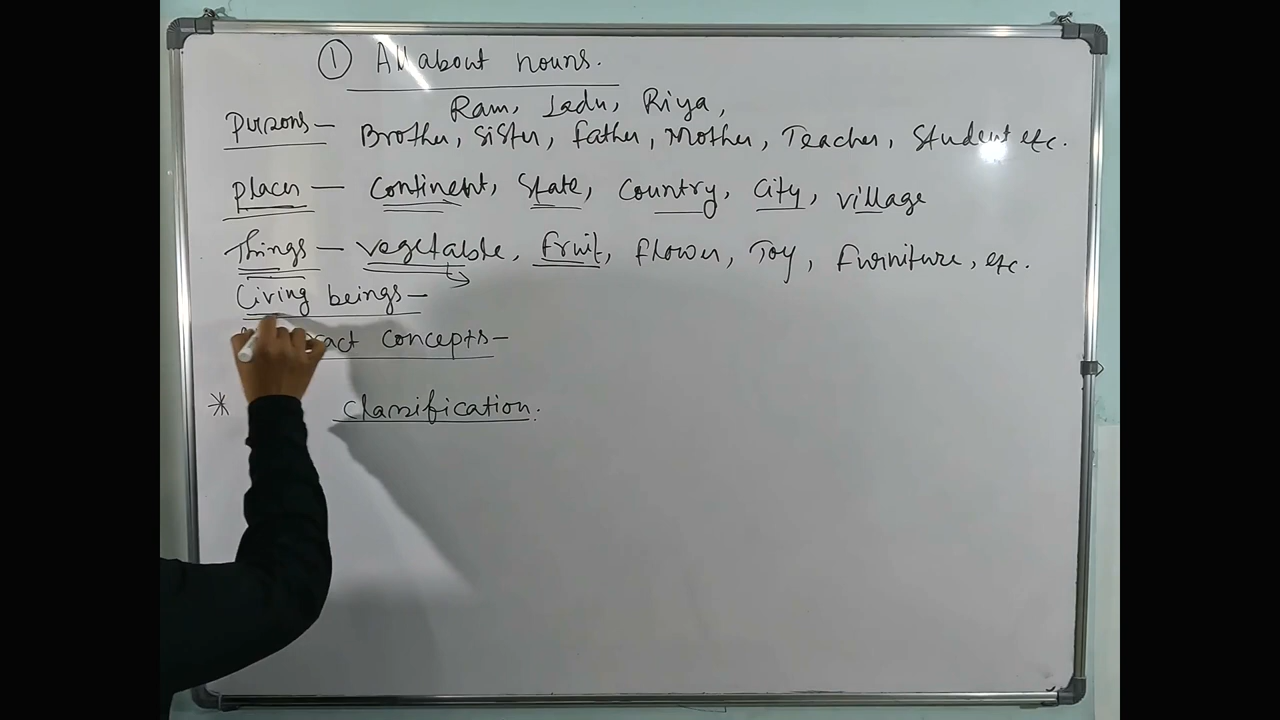 ① All about nouns.
Ram, Ladu, Riya,
Persons — Brother, Sister, father, Mother, Teacher, Student etc.
places — Continent, State, Country, City, village
Things — vegetable, fruit, flower, Toy, furniture, etc.
Living beings —
concepts —
* Classification.